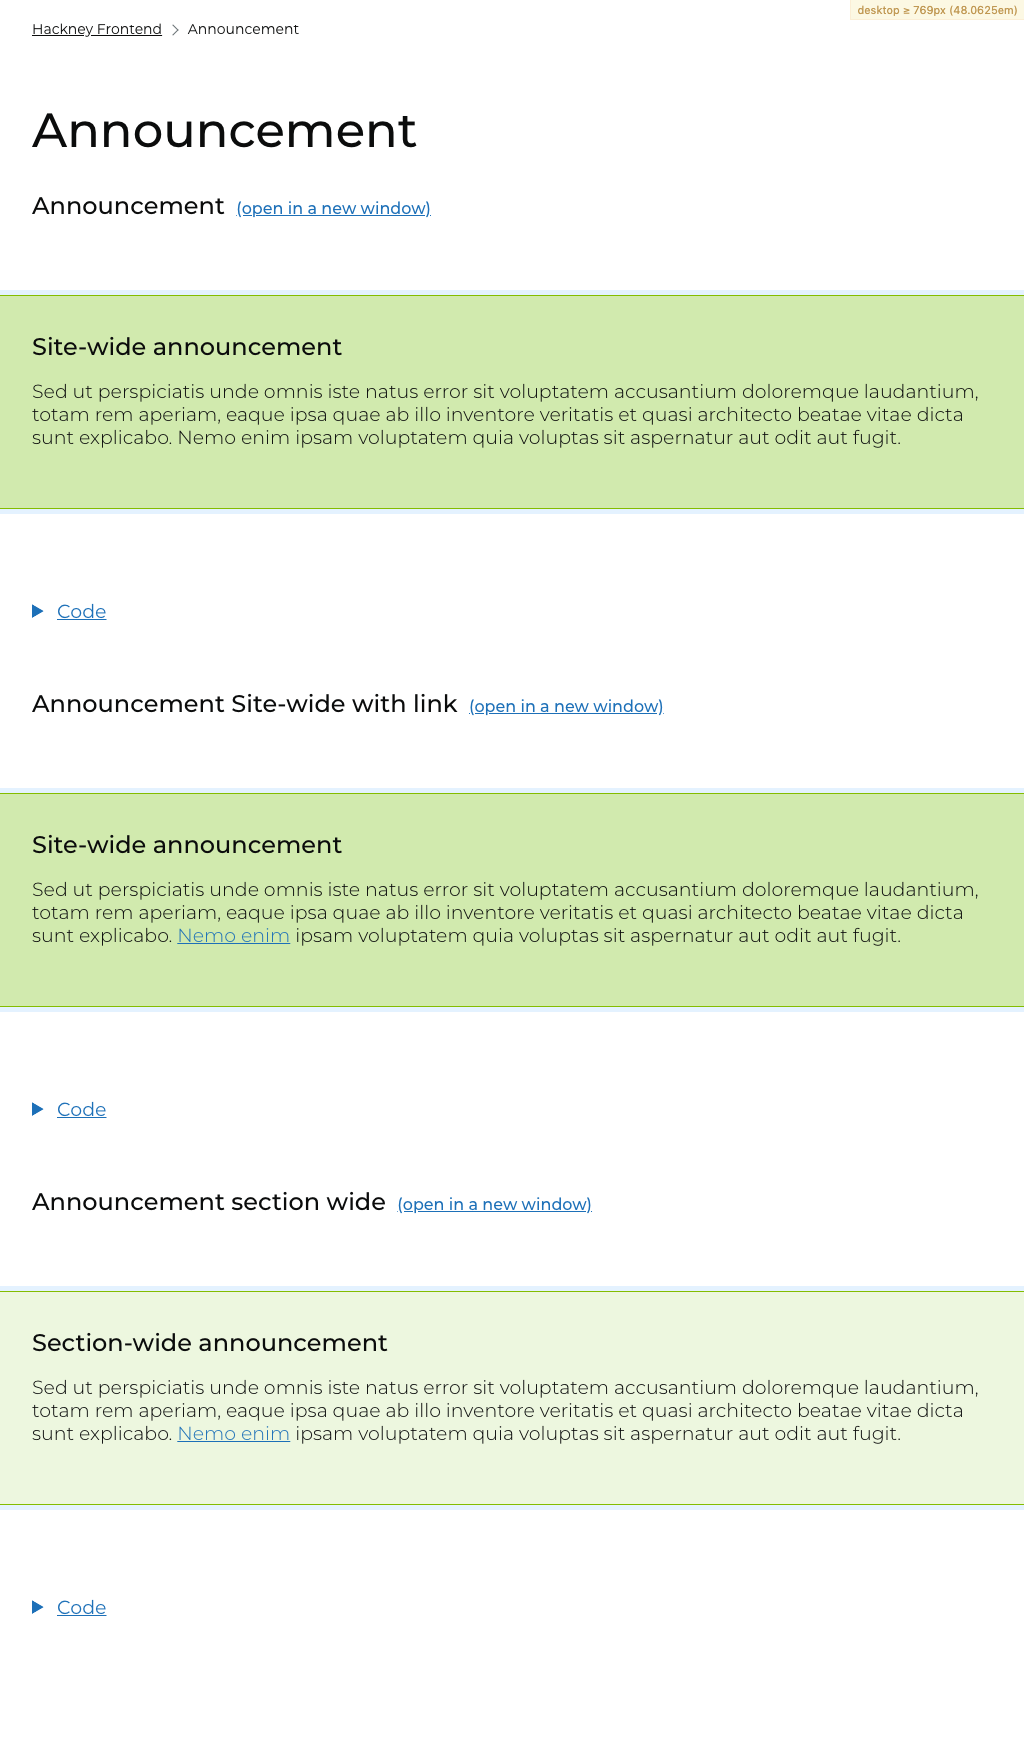 desktop ≥ 769px (48.0625em)
Hackney Frontend Announcement
Announcement
Announcement (open in a new window)
Site-wide announcement
Sed ut perspiciatis unde omnis iste natus error sit voluptatem accusantium doloremque laudantium,
totam rem aperiam, eaque ipsa quae ab illo inventore veritatis et quasi architecto beatae vitae dicta
sunt explicabo. Nemo enim ipsam voluptatem quia voluptas sit aspernatur aut odit aut fugit.
Code
Announcement Site-wide with link (open in a new window)
Site-wide announcement
Sed ut perspiciatis unde omnis iste natus error sit voluptatem accusantium doloremque laudantium,
totam rem aperiam, eaque ipsa quae ab illo inventore veritatis et quasi architecto beatae vitae dicta
sunt explicabo. Nemo enim ipsam voluptatem quia voluptas sit aspernatur aut odit aut fugit.
Code
Announcement section wide (open in a new window)
Section-wide announcement
Sed ut perspiciatis unde omnis iste natus error sit voluptatem accusantium doloremque laudantium,
totam rem aperiam, eaque ipsa quae ab illo inventore veritatis et quasi architecto beatae vitae dicta
sunt explicabo. Nemo enim ipsam voluptatem quia voluptas sit aspernatur aut odit aut fugit.
Code